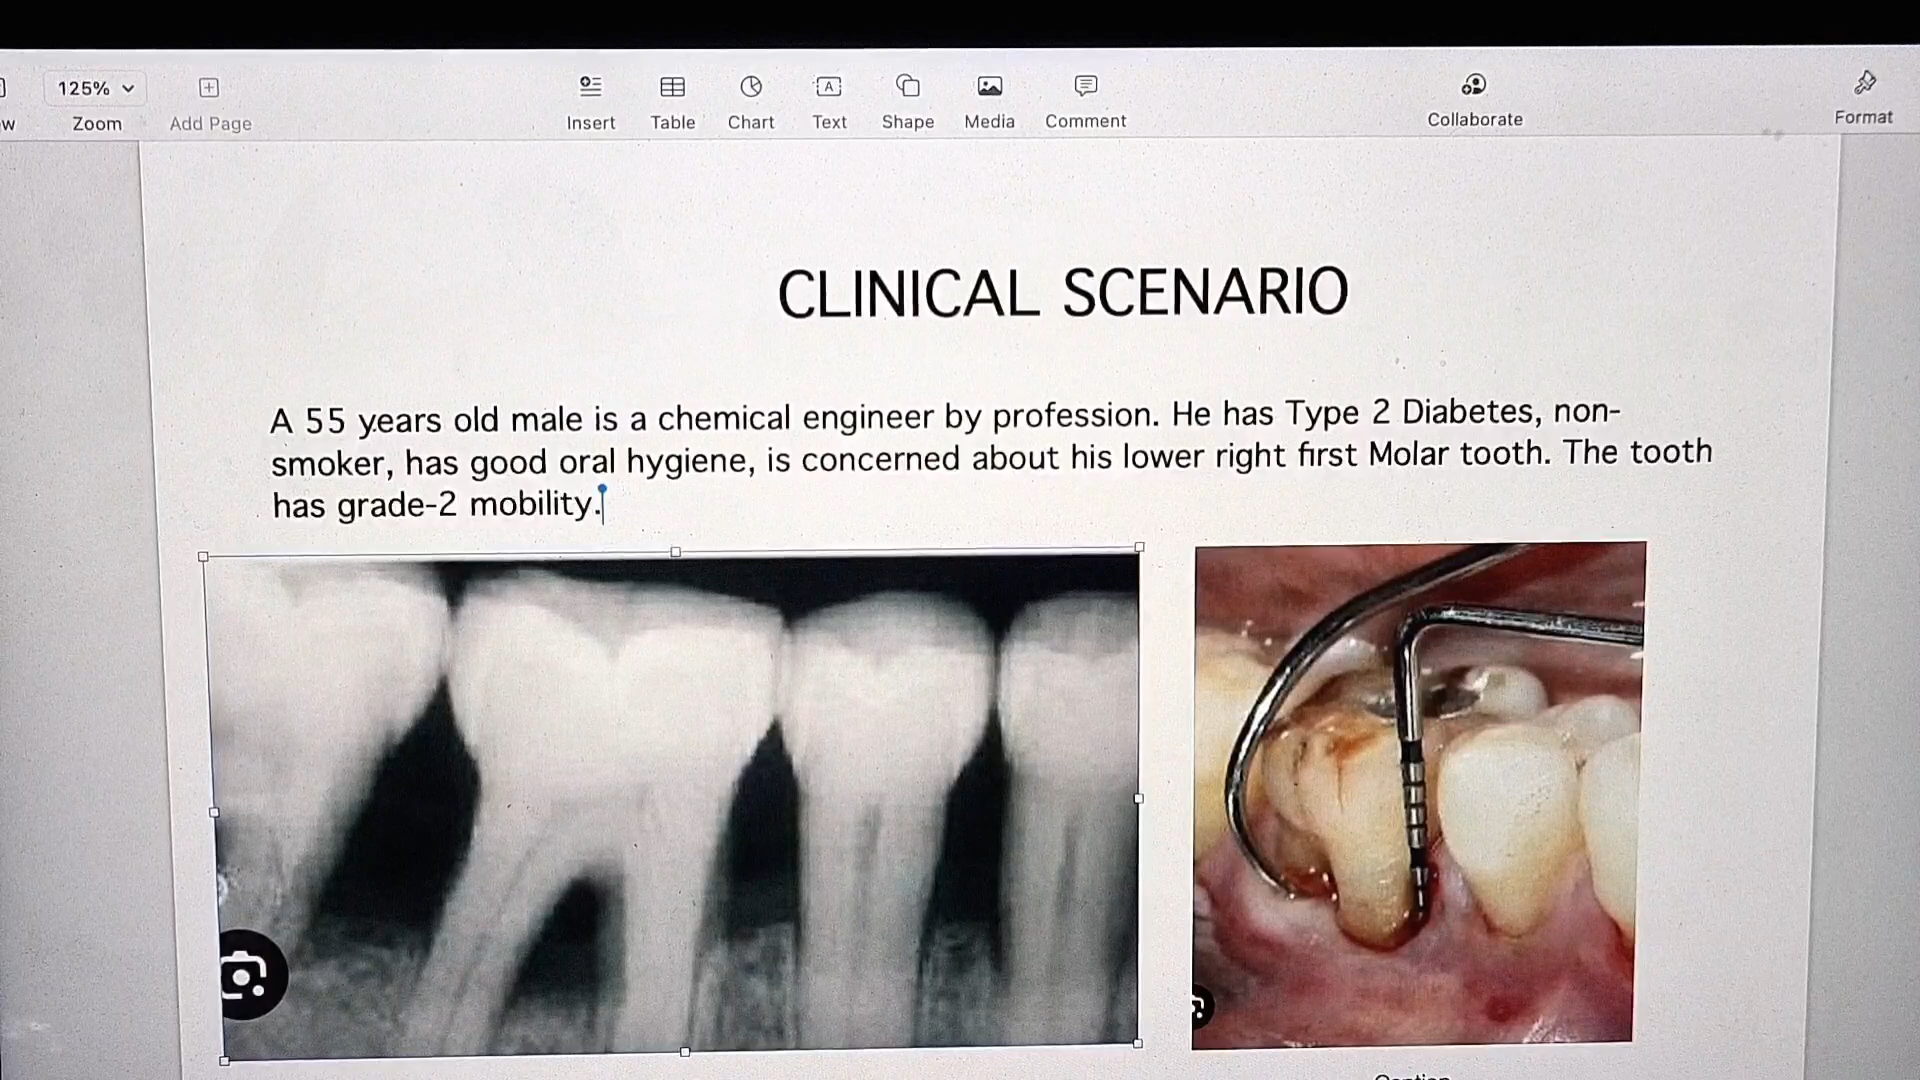 125%
Zoom
Add Page
Insert
Table
Chart
Text
Shape
Media
Comment
Collaborate
Format
CLINICAL SCENARIO
A 55 years old male is a chemical engineer by profession. He has Type 2 Diabetes, non-
smoker, has good oral hygiene, is concerned about his lower right first Molar tooth. The tooth
has grade-2 mobility.